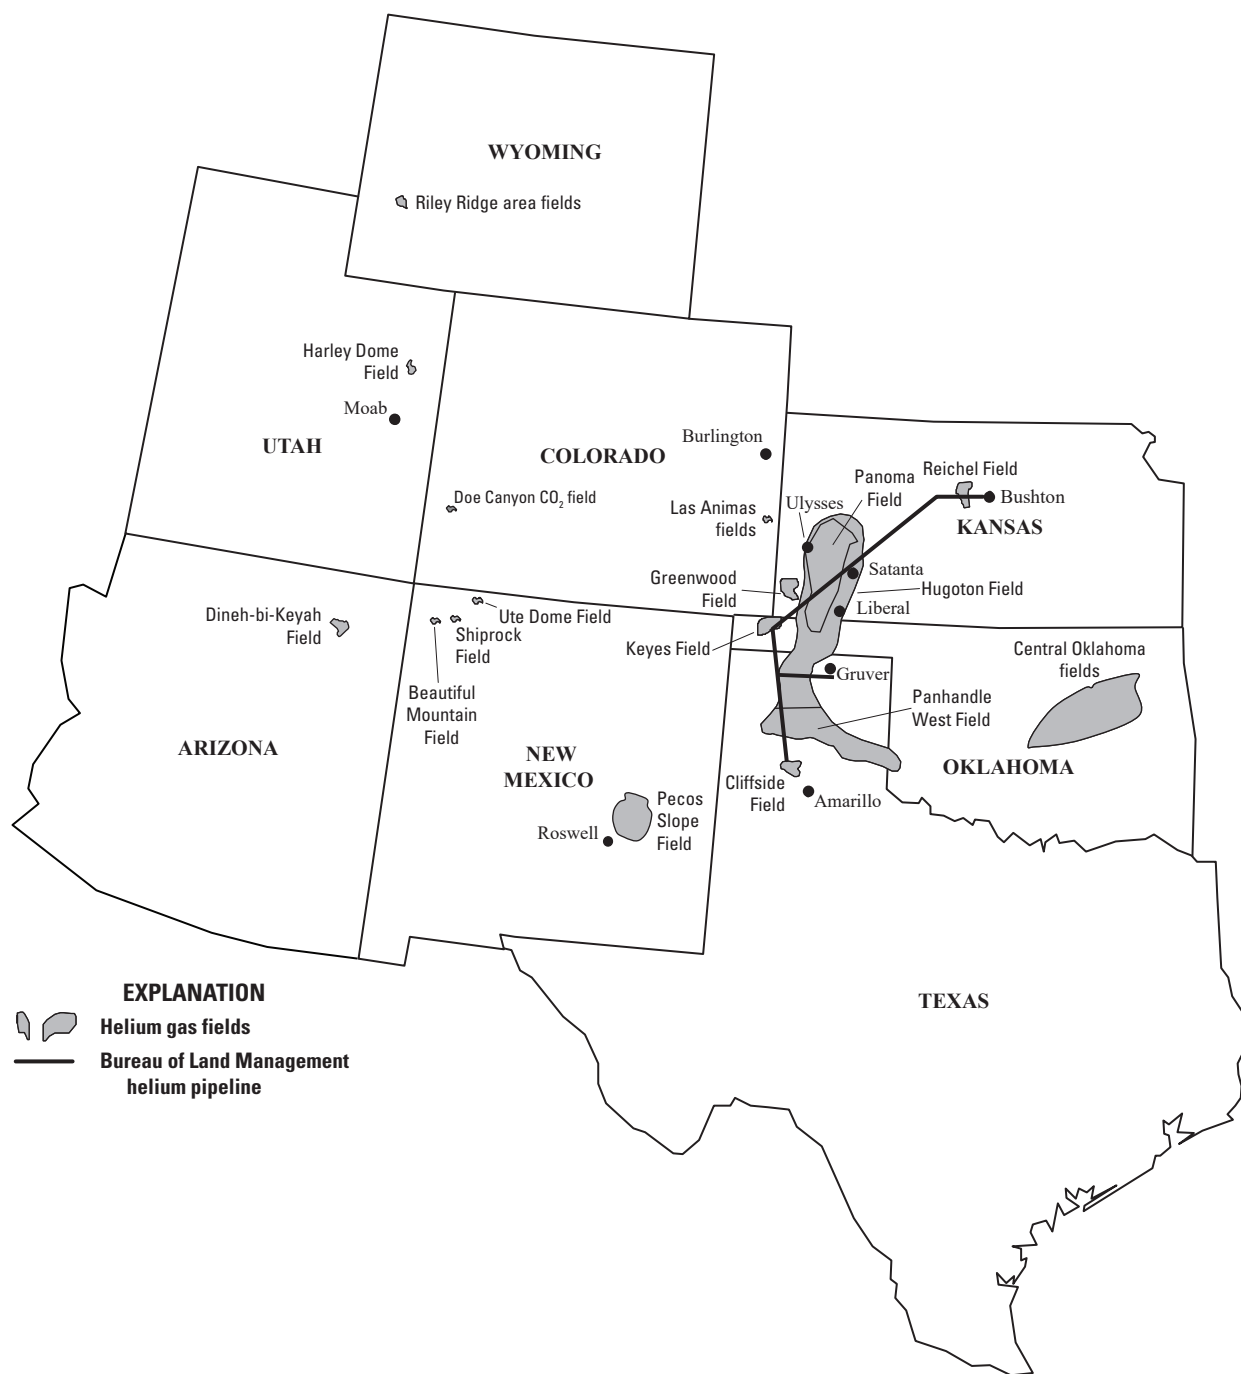 WYOMING
Riley Ridge area fields
Harley Dome
Field
Moab
UTAH
COLORADO
Burlington
Doe Canyon CO₂ field
Las Animas
fields
Ulysses
Panoma
Field
Reichel Field
Bushton
KANSAS
Satanta
Hugoton Field
Liberal
Greenwood
Field
Keyes Field
Dineh-bi-Keyah
Field
Ute Dome Field
Shiprock
Field
Beautiful
Mountain
Field
ARIZONA
NEW
MEXICO
Pecos
Slope
Field
Roswell
Gruver
Panhandle
West Field
Central Oklahoma
fields
OKLAHOMA
Cliffside
Field
Amarillo
TEXAS
EXPLANATION
Helium gas fields
Bureau of Land Management
helium pipeline